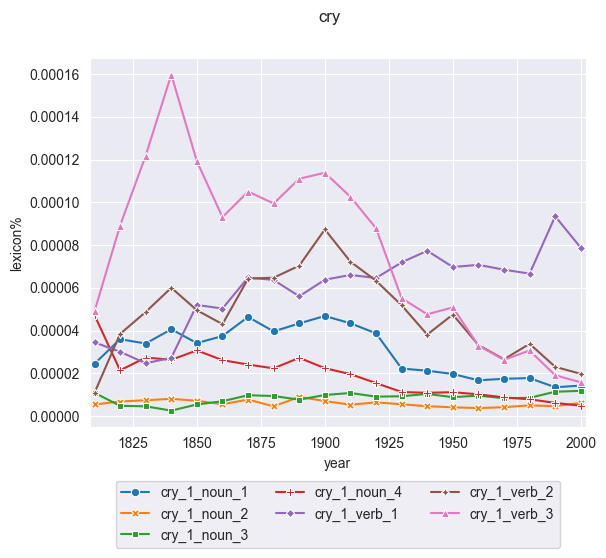 cry
0.00016
0.00014
0.00012
0.00010
0.00008
0.00006
0.00004
0.00002
0.00000
lexicon%
1825 1850 1875 1900 1925 1950 1975 2000
year
cry_1_noun_1 cry_1_noun_4 cry_1_verb_2
cry_1_noun_2 cry_1_verb_1 cry_1_verb_3
cry_1_noun_3